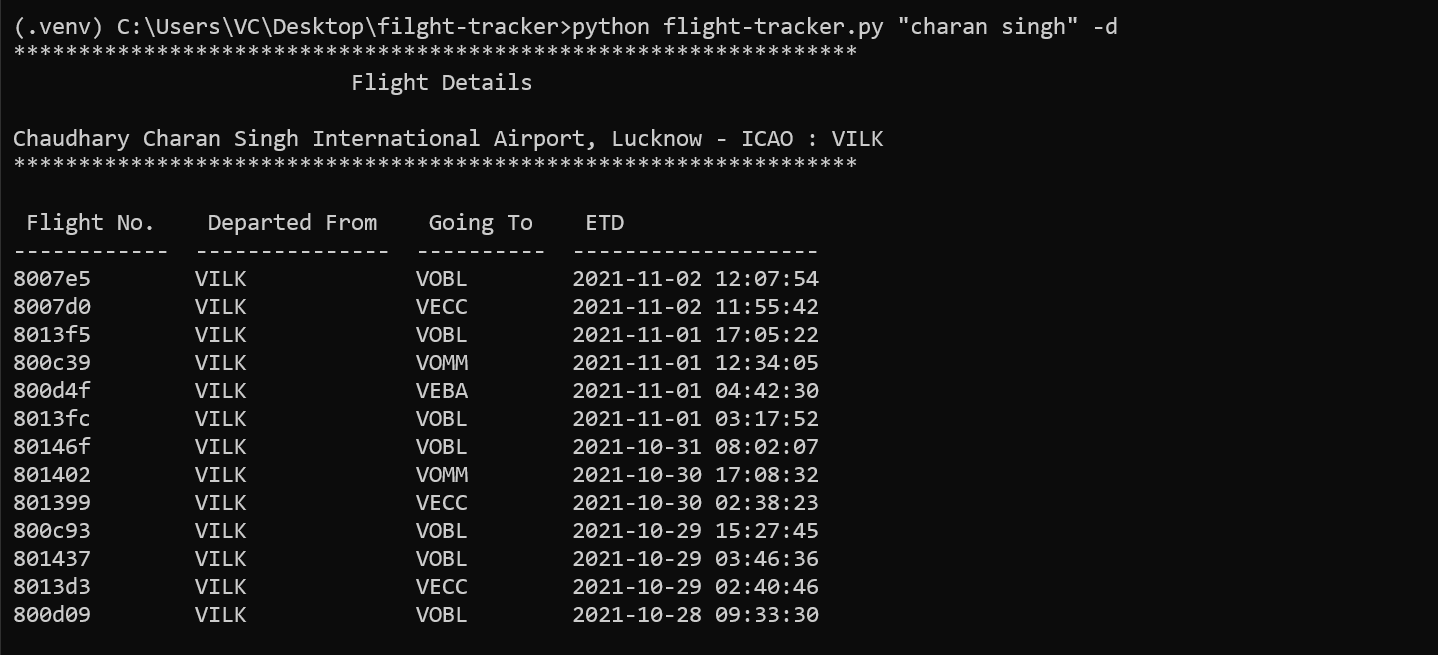 (.venv) C:\Users\VC\Desktop\filght-tracker>python flight-tracker.py "charan singh" -d
*****************************************************************
Flight Details
Chaudhary Charan Singh International Airport, Lucknow - ICAO : VILK
*****************************************************************
Flight No. Departed From Going To ETD
------------ --------------- ---------- -------------------
8007e5 VILK VOBL 2021-11-02 12:07:54
8007d0 VILK VECC 2021-11-02 11:55:42
8013f5 VILK VOBL 2021-11-01 17:05:22
800c39 VILK VOMM 2021-11-01 12:34:05
800d4f VILK VEBA 2021-11-01 04:42:30
8013fc VILK VOBL 2021-11-01 03:17:52
80146f VILK VOBL 2021-10-31 08:02:07
801402 VILK VOMM 2021-10-30 17:08:32
801399 VILK VECC 2021-10-30 02:38:23
800c93 VILK VOBL 2021-10-29 15:27:45
801437 VILK VOBL 2021-10-29 03:46:36
8013d3 VILK VECC 2021-10-29 02:40:46
800d09 VILK VOBL 2021-10-28 09:33:30